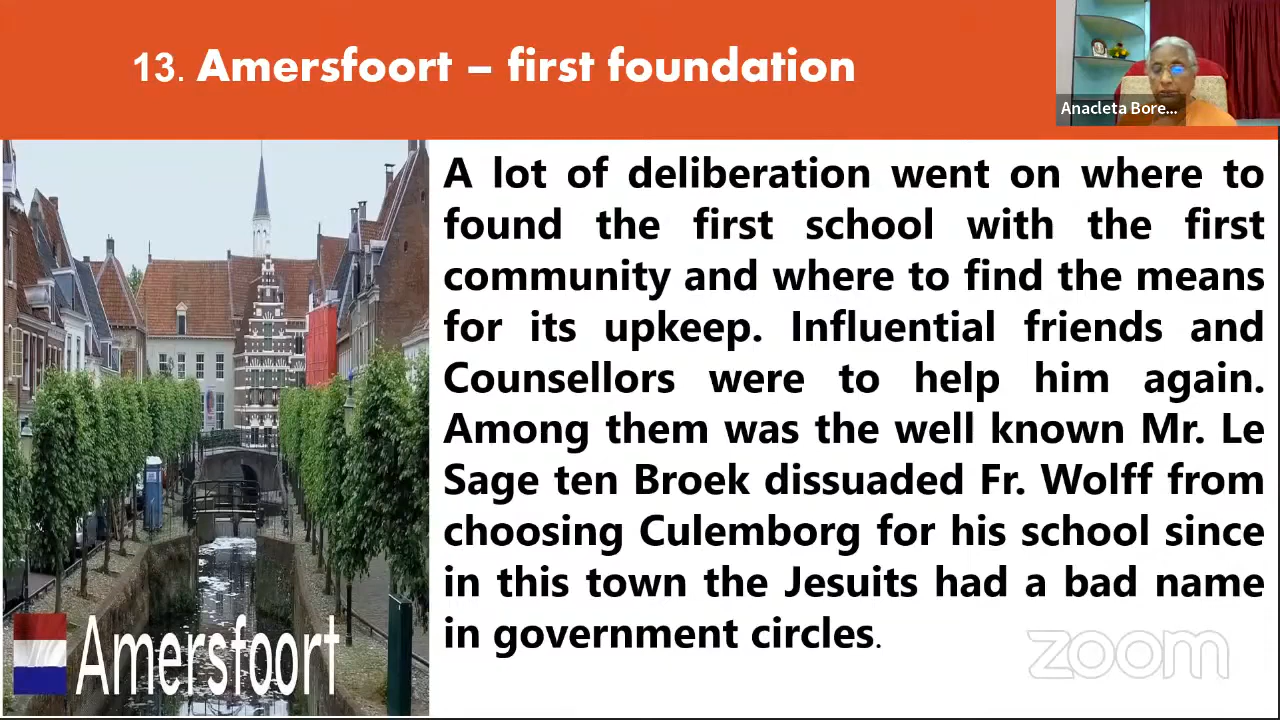 13. Amersfoort – first foundation
Anacleta Bore...
A lot of deliberation went on where to
found the first school with the first
community and where to find the means
for its upkeep. Influential friends and
Counsellors were to help him again.
Among them was the well known Mr. Le
Sage ten Broek dissuaded Fr. Wolff from
choosing Culemborg for his school since
in this town the Jesuits had a bad name
in government circles.
Amersfoort
zoom